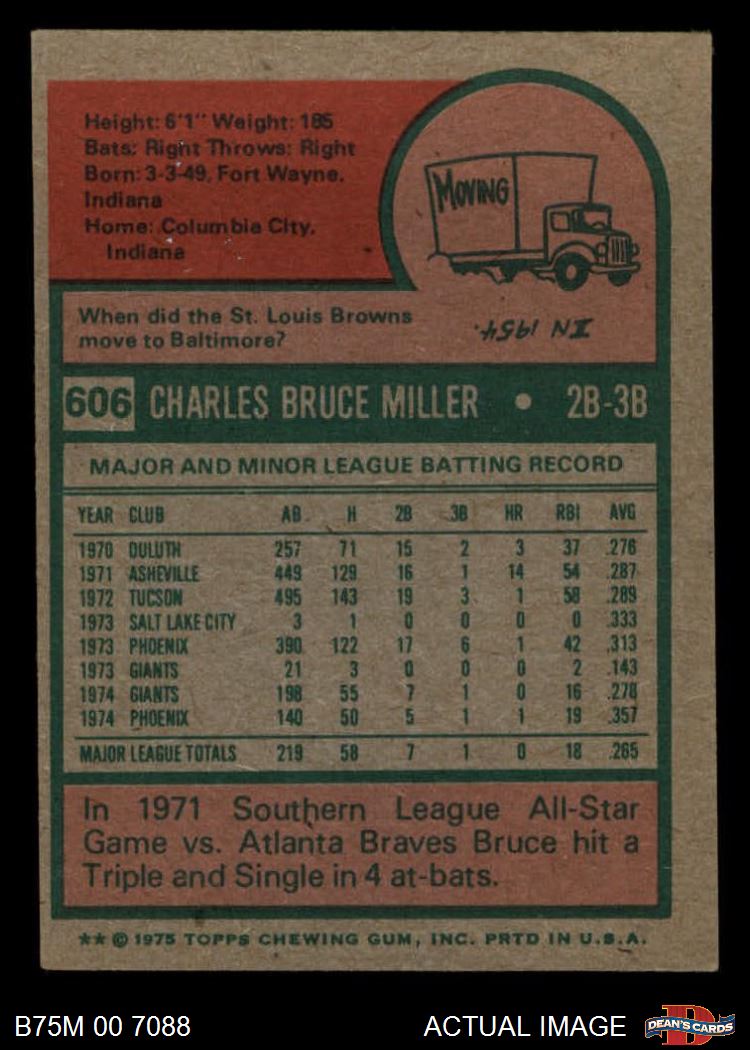 Height: 6'1" Weight: 185
Bats: Right Throws: Right
Born: 3-3-49, Fort Wayne,
Indiana
Home: Columbia City,
Indiana
MOVING
When did the St. Louis Browns
move to Baltimore?
IN 1954.
606 CHARLES BRUCE MILLER • 2B-3B
MAJOR AND MINOR LEAGUE BATTING RECORD
YEAR CLUB AB H 2B 3B HR RBI AVG
1970 DULUTH 257 71 15 2 3 37 .276
1971 ASHEVILLE 449 129 16 1 14 54 .287
1972 TUCSON 495 143 19 3 1 58 .289
1973 SALT LAKE CITY 3 1 0 0 0 0 .333
1973 PHOENIX 390 122 17 6 1 42 .313
1973 GIANTS 21 3 0 0 0 2 .143
1974 GIANTS 198 55 7 1 0 16 .278
1974 PHOENIX 140 50 5 1 1 19 .357
MAJOR LEAGUE TOTALS 219 58 7 1 0 18 .265
In 1971 Southern League All-Star
Game vs. Atlanta Braves Bruce hit a
Triple and Single in 4 at-bats.
** © 1975 TOPPS CHEWING GUM, INC. PRTD IN U.S.A.
B75M 00 7088 ACTUAL IMAGE D DEAN'S CARDS